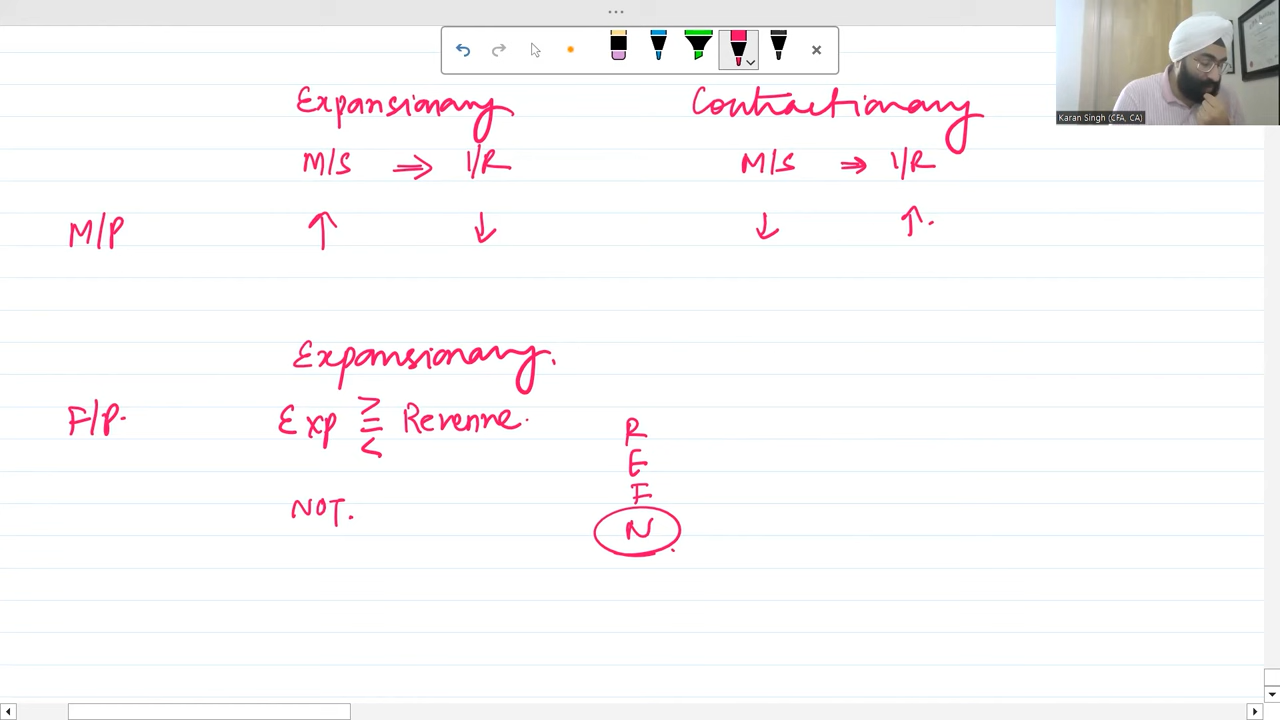 Karan Singh (CFA, CA)
Expansionary
Contractionary
M/S ⇒ I/R
M/S ⇒ I/R
M/P ↑ ↓
↓ ↑.
Expansionary.
F/P. Exp > = < Revenue.
R
E
F
NOT.
N